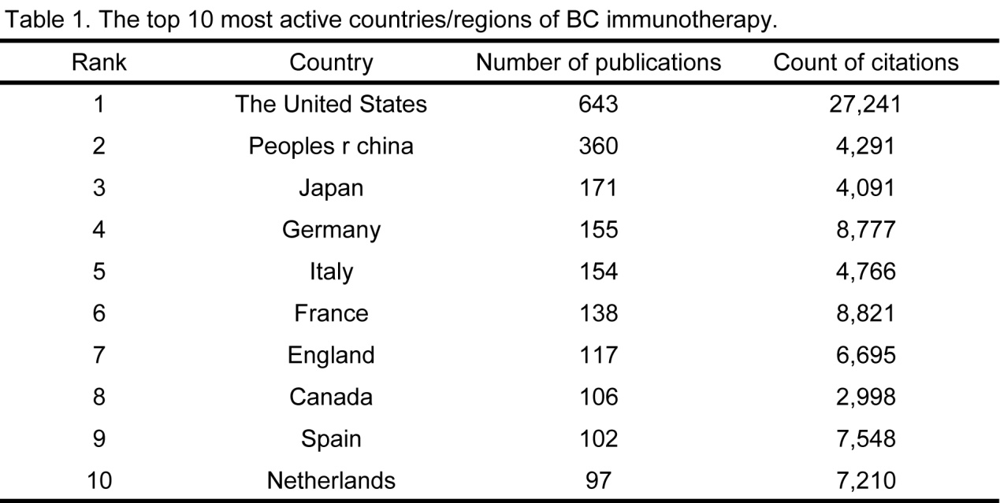 Table 1. The top 10 most active countries/regions of BC immunotherapy.
Rank Country Number of publications Count of citations
1 The United States 643 27,241
2 Peoples r china 360 4,291
3 Japan 171 4,091
4 Germany 155 8,777
5 Italy 154 4,766
6 France 138 8,821
7 England 117 6,695
8 Canada 106 2,998
9 Spain 102 7,548
10 Netherlands 97 7,210